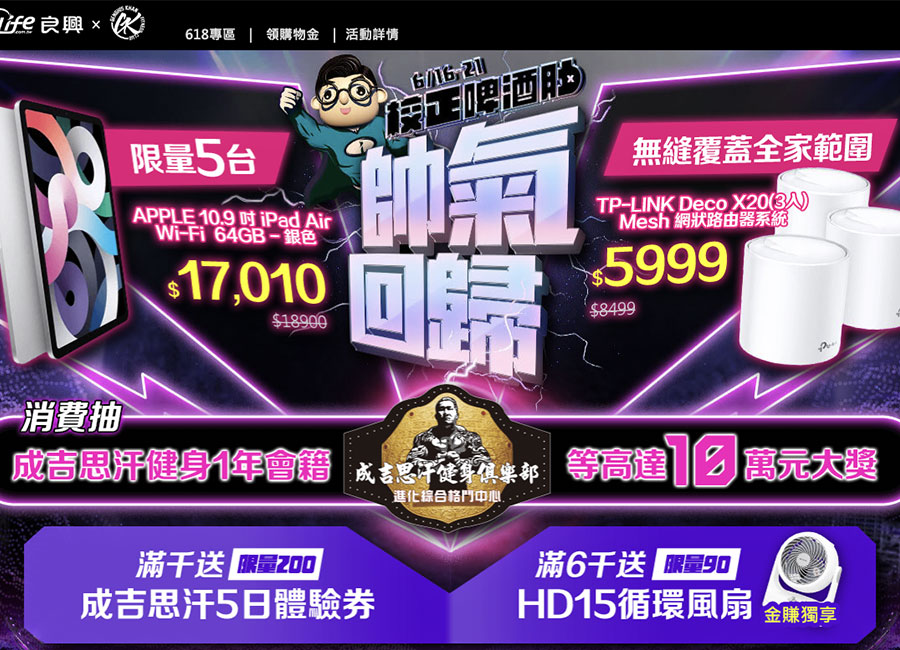 Life 良興 × GK
.com.tw
GENGHIS KHAN
618專區 | 領購物金 | 活動詳情
6/16-21
校正啤酒肚
帥氣
回歸
限量5台
APPLE 10.9 吋 iPad Air
Wi-Fi 64GB – 銀色
$17,010
$18900
無縫覆蓋全家範圍
TP-LINK Deco X20(3入)
Mesh 網狀路由器系統
$5999
$8499
消費抽
成吉思汗健身1年會籍
成吉思汗健身俱樂部
進化綜合格鬥中心
等高達10萬元大獎
滿千送 限量200
成吉思汗5日體驗券
滿6千送 限量90
HD15循環風扇
金賺獨享